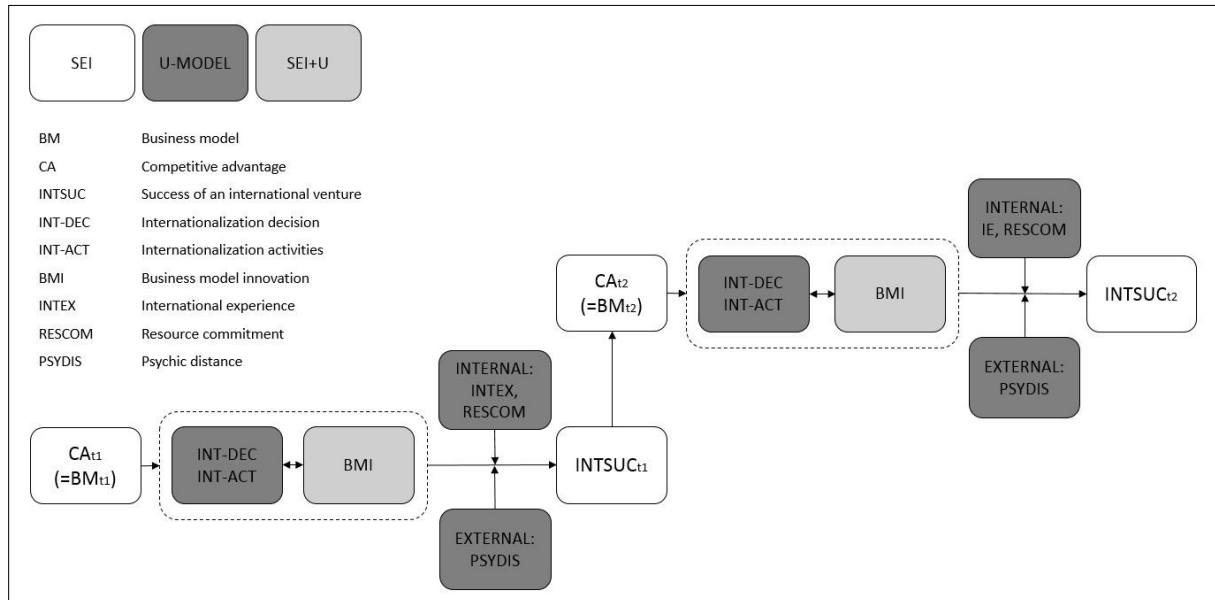 SEI
U-MODEL
SEI+U
BM Business model
CA Competitive advantage
INTSUC Success of an international venture
INT-DEC Internationalization decision
INT-ACT Internationalization activities
BMI Business model innovation
INTEX International experience
RESCOM Resource commitment
PSYDIS Psychic distance
CAt1
(=BMt1)
INT-DEC
INT-ACT
BMI
INTERNAL:
INTEX,
RESCOM
EXTERNAL:
PSYDIS
INTSUCt1
CAt2
(=BMt2)
INT-DEC
INT-ACT
BMI
INTERNAL:
IE, RESCOM
EXTERNAL:
PSYDIS
INTSUCt2